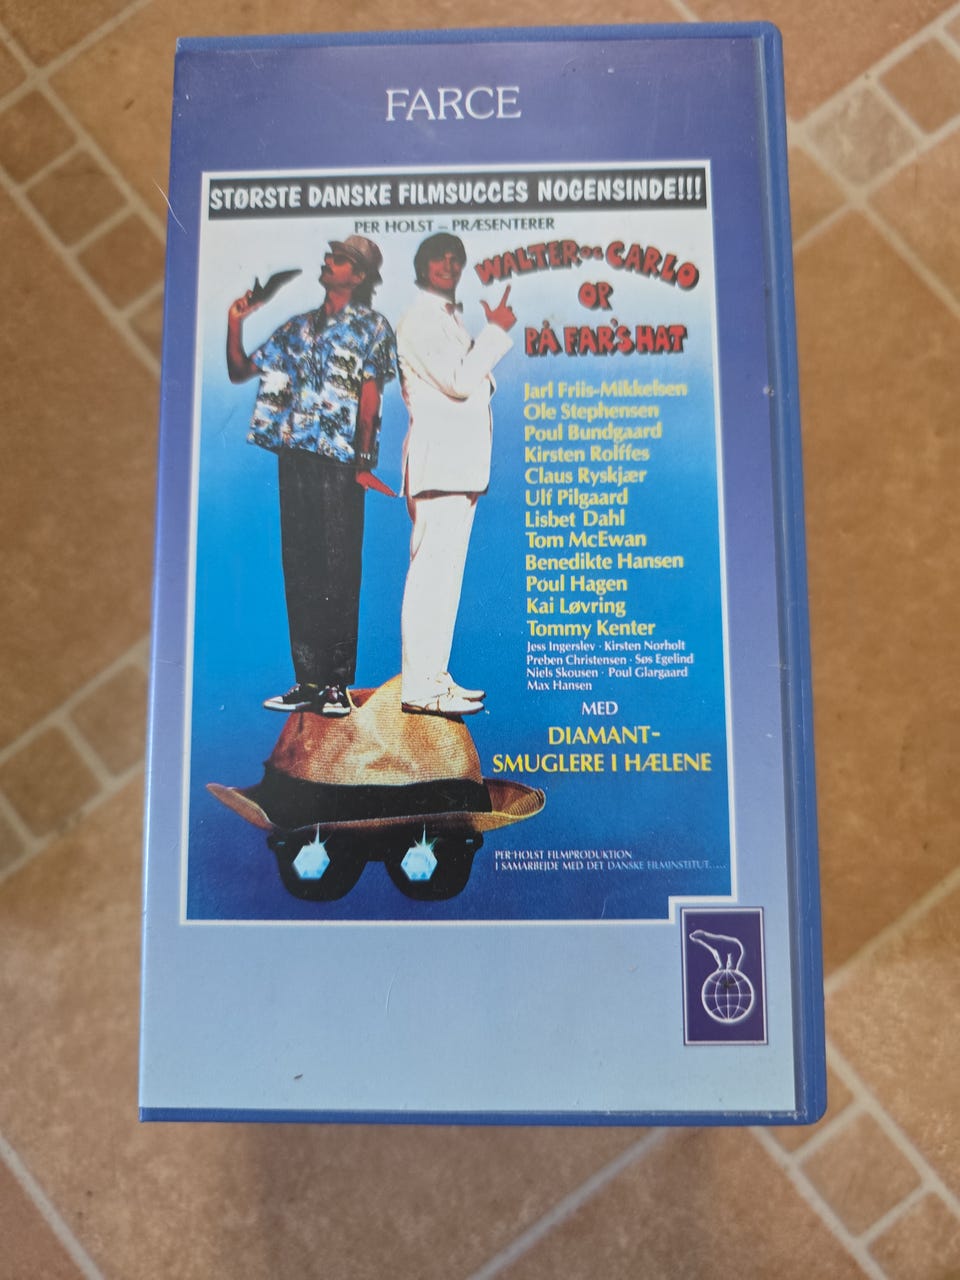 FARCE
STØRSTE DANSKE FILMSUCCES NOGENSINDE!!!
PER HOLST – PRÆSENTERER
WALTER OG CARLO
OP
PÅ FAR'S HAT
Jarl Friis-Mikkelsen
Ole Stephensen
Poul Bundgaard
Kirsten Rolffes
Claus Ryskjær
Ulf Pilgaard
Lisbet Dahl
Tom McEwan
Benedikte Hansen
Poul Hagen
Kai Løvring
Tommy Kenter
Jess Ingerslev · Kirsten Norholt
Preben Christensen · Søs Egelind
Niels Skousen · Poul Glargaard
Max Hansen
MED
DIAMANT-
SMUGLERE I HÆLENE
PER HOLST FILMPRODUKTION
I SAMARBEJDE MED DET DANSKE FILMINSTITUT.....